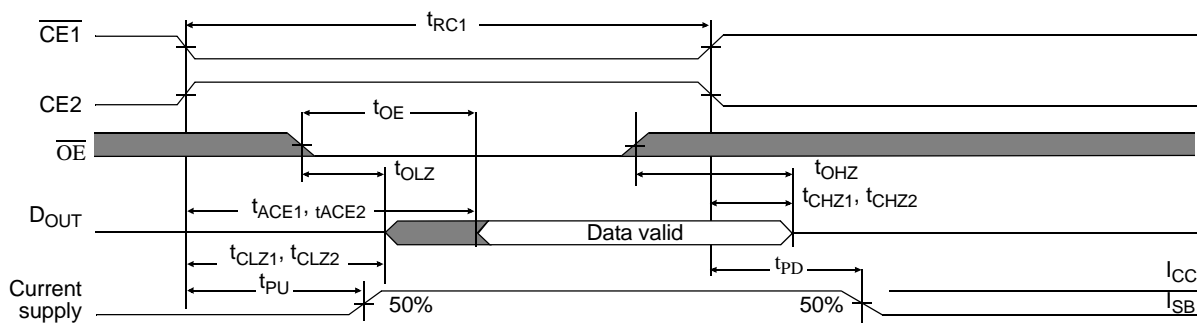 tRC1
CE1
CE2
tOE
OE
tOLZ
tOHZ
tCHZ1, tCHZ2
tACE1, tACE2
DOUT
Data valid
tCLZ1, tCLZ2
tPD
ICC
tPU
Current
supply
50%
50%
ISB